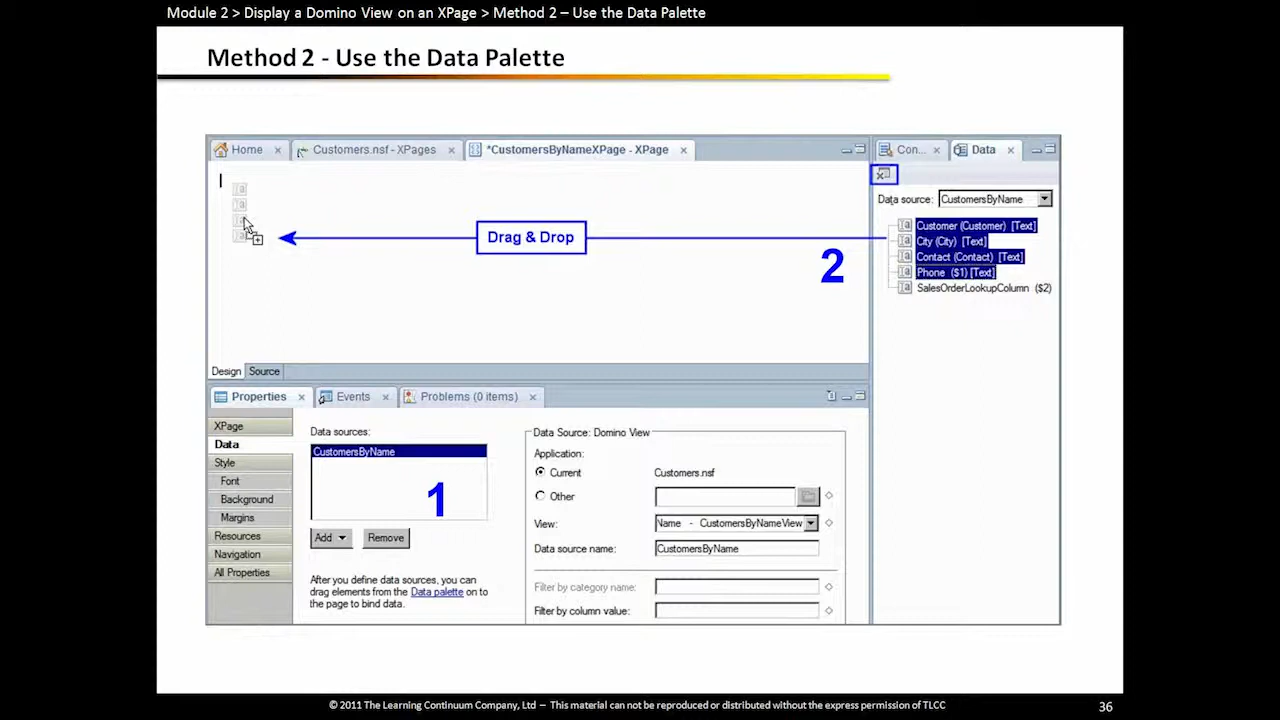 Module 2 > Display a Domino View on an XPage > Method 2 – Use the Data Palette
Method 2 - Use the Data Palette
Home
Customers.nsf - XPages
*CustomersByNameXPage - XPage
Con...
Data
Data source: CustomersByName
Customer (Customer) [Text]
City (City) [Text]
Contact (Contact) [Text]
Phone ($1) [Text]
SalesOrderLookupColumn ($2)
Drag & Drop
2
Design
Source
Properties
Events
Problems (0 items)
XPage
Data
Style
Font
Background
Margins
Resources
Navigation
All Properties
Data sources:
CustomersByName
1
Add
Remove
After you define data sources, you can
drag elements from the Data palette on to
the page to bind data.
Data Source: Domino View
Application:
Current Customers.nsf
Other
View: Name - CustomersByNameView
Data source name: CustomersByName
Filter by category name:
Filter by column value:
© 2011 The Learning Continuum Company, Ltd – This material can not be reproduced or distributed without the express permission of TLCC
36